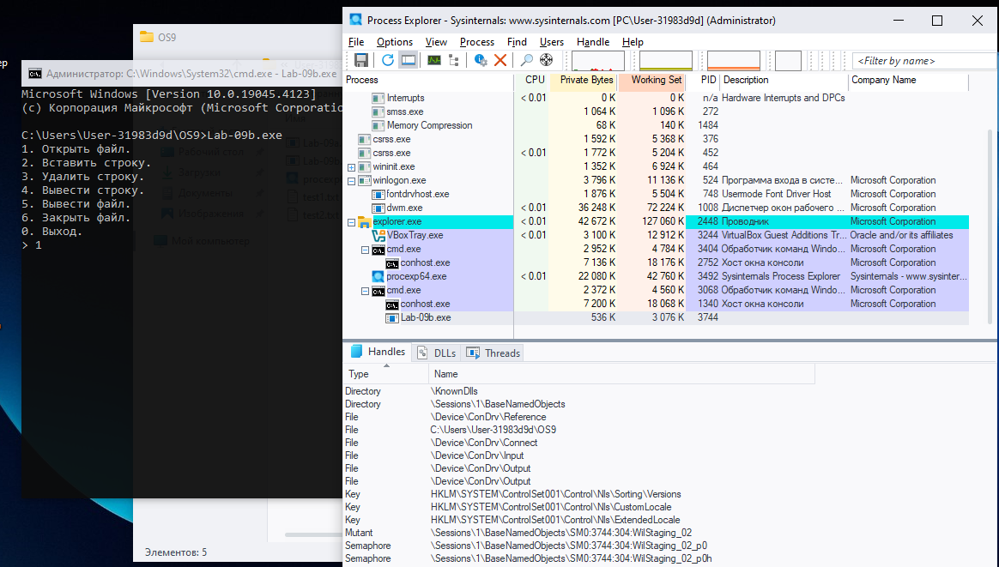 ер
OS9
Администратор: C:\Windows\System32\cmd.exe - Lab-09b.exe
Microsoft Windows [Version 10.0.19045.4123]
(c) Корпорация Майкрософт (Microsoft Corporatio
C:\Users\User-31983d9d\OS9>Lab-09b.exe
1. Открыть файл.
2. Вставить строку.
3. Удалить строку.
4. Вывести строку.
5. Вывести файл.
6. Закрыть файл.
0. Выход.
> 1
Рабочий стол
Загрузки
Документы
Изображения
Мой компьютер
Lab-09a
Lab-09b
procexp
test1.txt
test2.txt
Элементов: 5
Process Explorer - Sysinternals: www.sysinternals.com [PC\User-31983d9d] (Administrator)
File Options View Process Find Users Handle Help
<Filter by name>
Process CPU Private Bytes Working Set PID Description Company Name
Interrupts < 0.01 0 K 0 K n/a Hardware Interrupts and DPCs
smss.exe 1 064 K 1 096 K 272
Memory Compression 68 K 140 K 1484
csrss.exe 1 592 K 5 368 K 376
csrss.exe < 0.01 1 772 K 5 204 K 452
wininit.exe 1 352 K 6 924 K 464
winlogon.exe 3 796 K 11 136 K 524 Программа входа в систе... Microsoft Corporation
fontdrvhost.exe 1 876 K 5 504 K 748 Usermode Font Driver Host Microsoft Corporation
dwm.exe < 0.01 36 248 K 72 224 K 1008 Диспетчер окон рабочего ... Microsoft Corporation
explorer.exe < 0.01 42 672 K 127 060 K 2448 Проводник Microsoft Corporation
VBoxTray.exe < 0.01 3 100 K 12 912 K 3244 VirtualBox Guest Additions Tr... Oracle and/or its affiliates
cmd.exe 2 952 K 4 784 K 3404 Обработчик команд Windo... Microsoft Corporation
conhost.exe 7 136 K 18 176 K 2752 Хост окна консоли Microsoft Corporation
procexp64.exe < 0.01 22 080 K 42 760 K 3492 Sysinternals Process Explorer Sysinternals - www.sysinter...
cmd.exe 2 372 K 4 560 K 3068 Обработчик команд Windo... Microsoft Corporation
conhost.exe 7 200 K 18 068 K 1340 Хост окна консоли Microsoft Corporation
Lab-09b.exe 536 K 3 076 K 3744
Handles DLLs Threads
Type Name
Directory \KnownDlls
Directory \Sessions\1\BaseNamedObjects
File \Device\ConDrv\Reference
File C:\Users\User-31983d9d\OS9
File \Device\ConDrv\Connect
File \Device\ConDrv\Input
File \Device\ConDrv\Output
File \Device\ConDrv\Output
Key HKLM\SYSTEM\ControlSet001\Control\Nls\Sorting\Versions
Key HKLM\SYSTEM\ControlSet001\Control\Nls\CustomLocale
Key HKLM\SYSTEM\ControlSet001\Control\Nls\ExtendedLocale
Mutant \Sessions\1\BaseNamedObjects\SM0:3744:304:WilStaging_02
Semaphore \Sessions\1\BaseNamedObjects\SM0:3744:304:WilStaging_02_p0
Semaphore \Sessions\1\BaseNamedObjects\SM0:3744:304:WilStaging_02_p0h